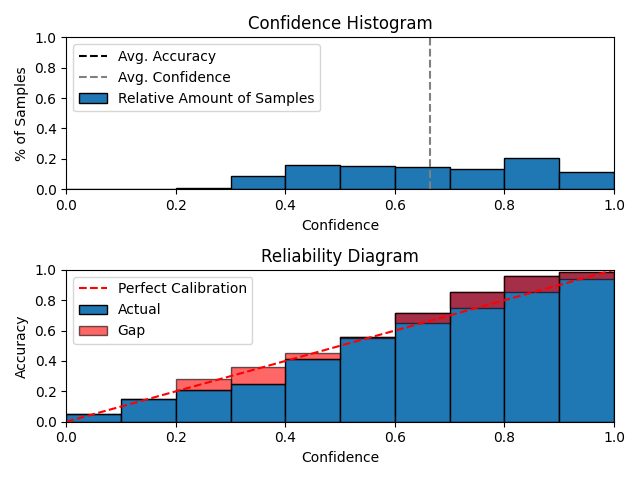 Confidence Histogram
1.0
0.8
0.6
0.4
0.2
0.0
% of Samples
Avg. Accuracy
Avg. Confidence
Relative Amount of Samples
0.0 0.2 0.4 0.6 0.8 1.0
Confidence
Reliability Diagram
1.0
0.8
0.6
0.4
0.2
0.0
Accuracy
Perfect Calibration
Actual
Gap
0.0 0.2 0.4 0.6 0.8 1.0
Confidence